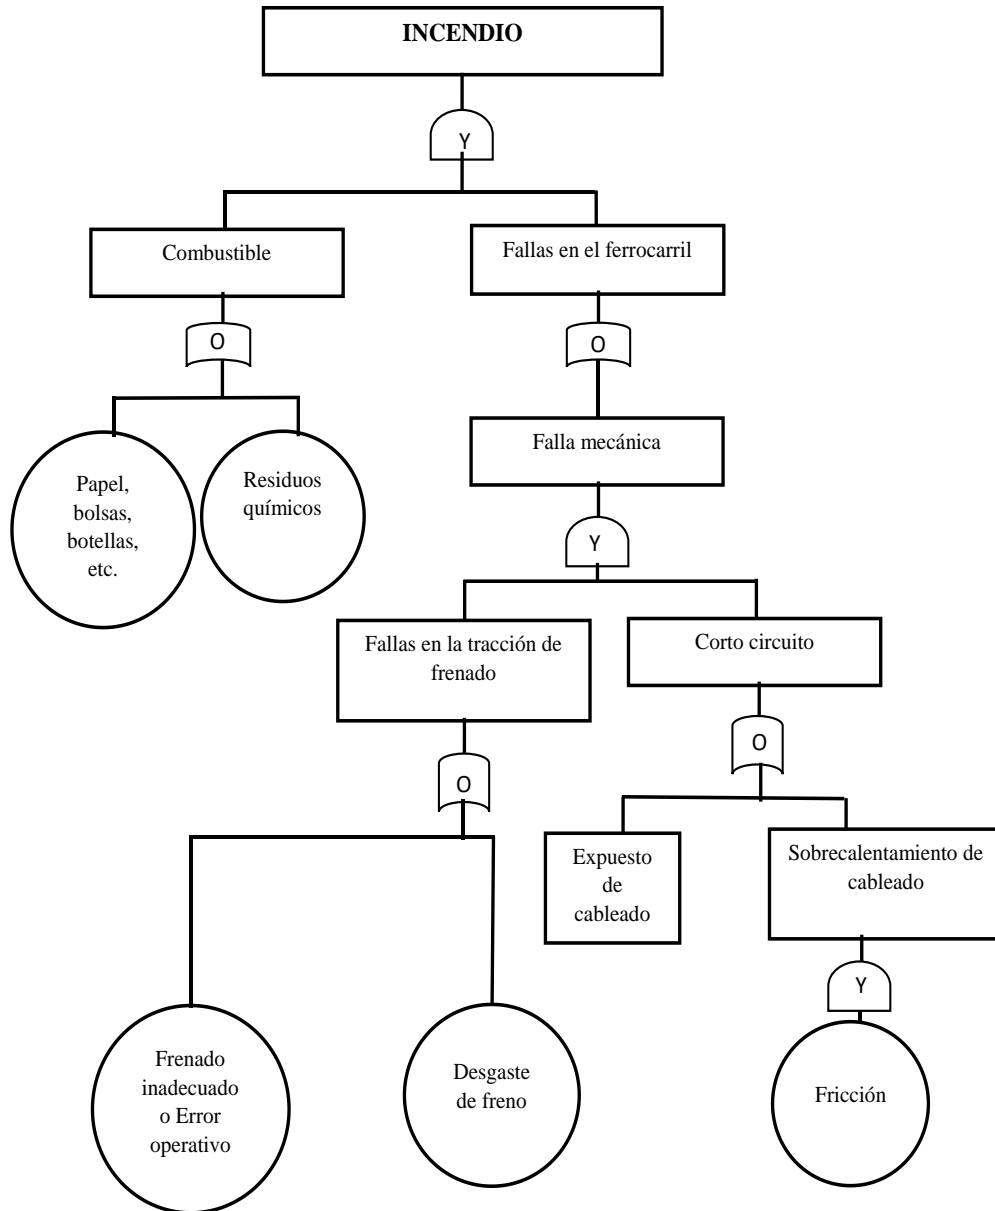 INCENDIO
Y
Combustible
Fallas en el ferrocarril
O
O
Papel,
bolsas,
botellas,
etc.
Residuos
químicos
Falla mecánica
Y
Fallas en la tracción de
frenado
Corto circuito
O
O
Expuesto
de
cableado
Sobrecalentamiento de
cableado
Y
Frenado
inadecuado
o Error
operativo
Desgaste
de freno
Fricción